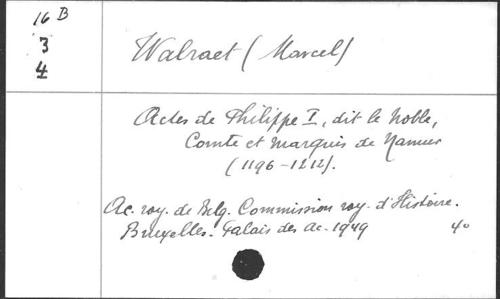 16 B
3
4
Walraet (Marcel)
Actes de Philippe I, dit le Noble,
Comte et Marquis de Namur
(1196-1212).
Ac. roy. de Belg. Commission roy. d'Histoire.
Bruxelles. Palais des Ac. 1949 4o